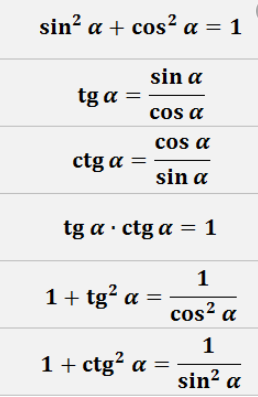 sin² α + cos² α = 1
tg α = sin α / cos α
ctg α = cos α / sin α
tg α · ctg α = 1
1 + tg² α = 1 / cos² α
1 + ctg² α = 1 / sin² α